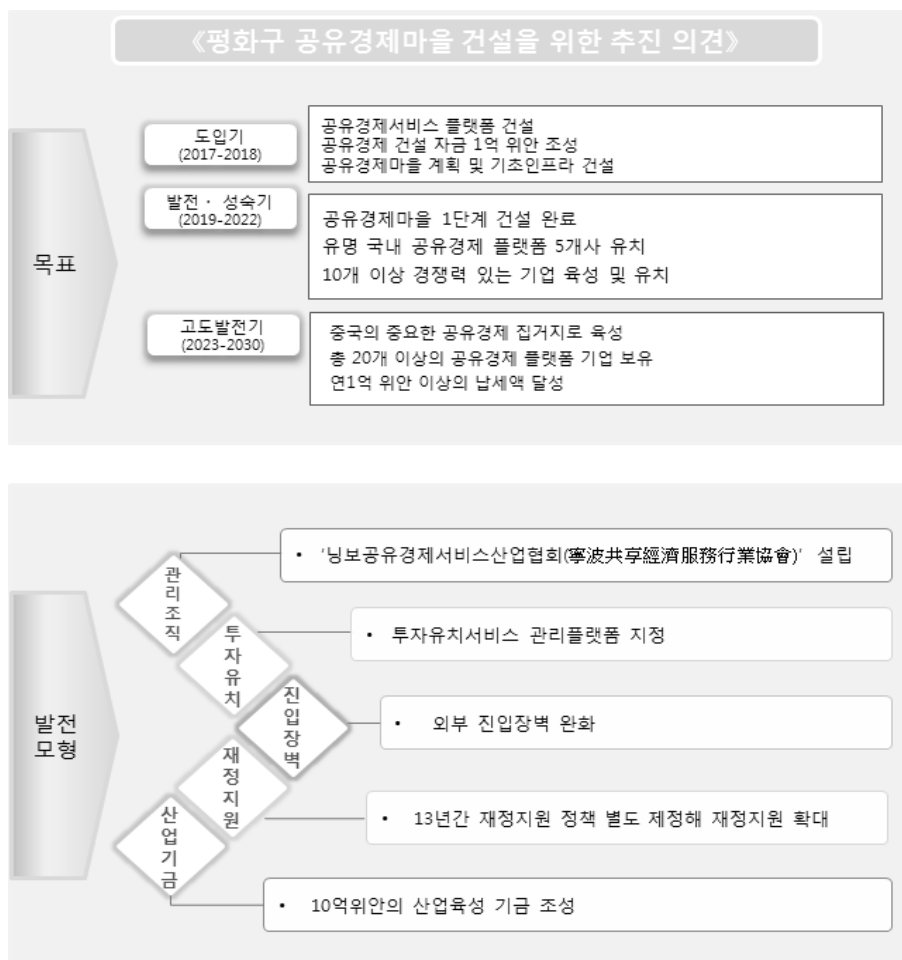 《펑화구 공유경제마을 건설을 위한 추진 의견》
목표
도입기
(2017-2018)
공유경제서비스 플랫폼 건설
공유경제 건설 자금 1억 위안 조성
공유경제마을 계획 및 기초인프라 건설
발전· 성숙기
(2019-2022)
공유경제마을 1단계 건설 완료
유명 국내 공유경제 플랫폼 5개사 유치
10개 이상 경쟁력 있는 기업 육성 및 유치
고도발전기
(2023-2030)
중국의 중요한 공유경제 집거지로 육성
총 20개 이상의 공유경제 플랫폼 기업 보유
연1억 위안 이상의 납세액 달성
발전
모형
관리조직
• '닝보공유경제서비스산업협회(寧波共享經濟服務行業協會)' 설립
투자유치
• 투자유치서비스 관리플랫폼 지정
진입장벽
• 외부 진입장벽 완화
재정지원
• 13년간 재정지원 정책 별도 제정해 재정지원 확대
산업기금
• 10억위안의 산업육성 기금 조성